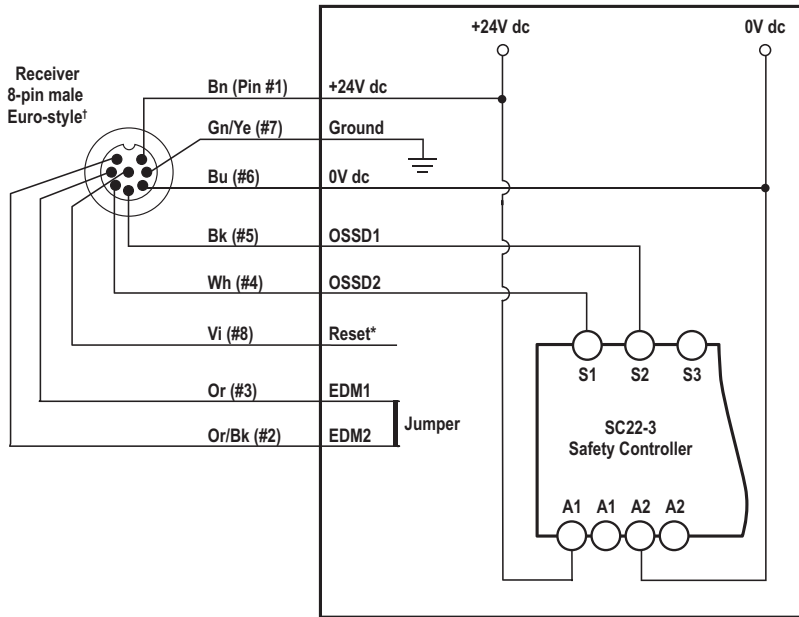 +24V dc
0V dc
Receiver
8-pin male
Euro-style†
Bn (Pin #1)
+24V dc
Gn/Ye (#7)
Ground
Bu (#6)
0V dc
Bk (#5)
OSSD1
Wh (#4)
OSSD2
Vi (#8)
Reset*
Or (#3)
EDM1
Jumper
Or/Bk (#2)
EDM2
S1
S2
S3
SC22-3
Safety Controller
A1
A1
A2
A2